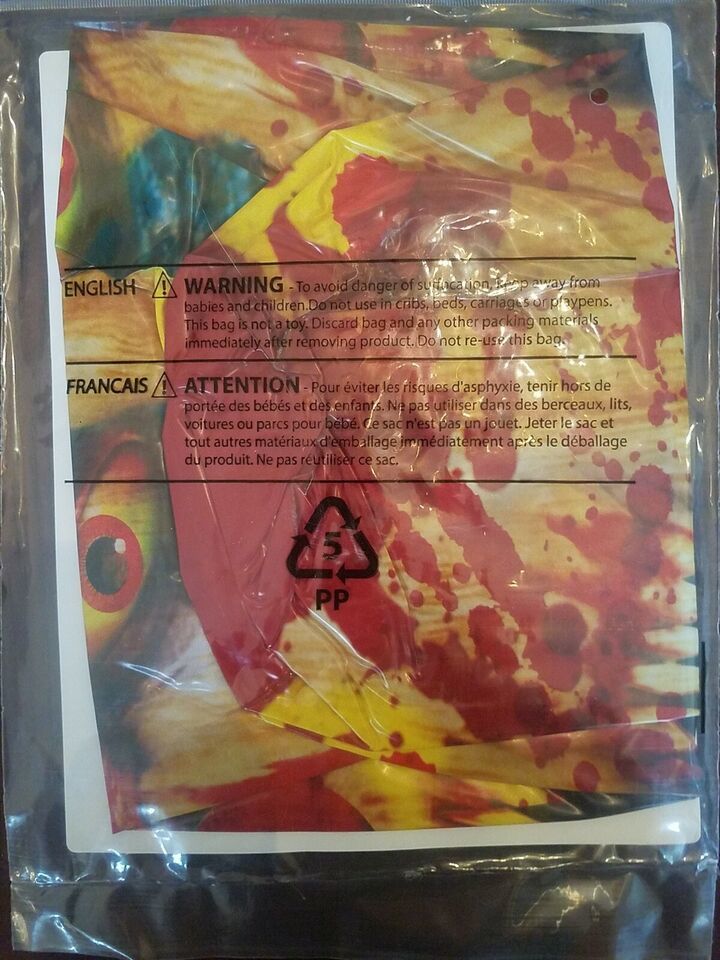 ENGLISH ⚠ WARNING - To avoid danger of suffocation, keep away from
babies and children.Do not use in cribs, beds, carriages or playpens.
This bag is not a toy. Discard bag and any other packing materials
immediately after removing product. Do not re-use this bag.
FRANCAIS ⚠ ATTENTION - Pour éviter les risques d'asphyxie, tenir hors de
portée des bébés et des enfants. Ne pas utiliser dans des berceaux, lits,
voitures ou parcs pour bébé. Ce sac n'est pas un jouet. Jeter le sac et
tout autres matériaux d'emballage immédiatement après le déballage
du produit. Ne pas réutiliser ce sac.
5
PP